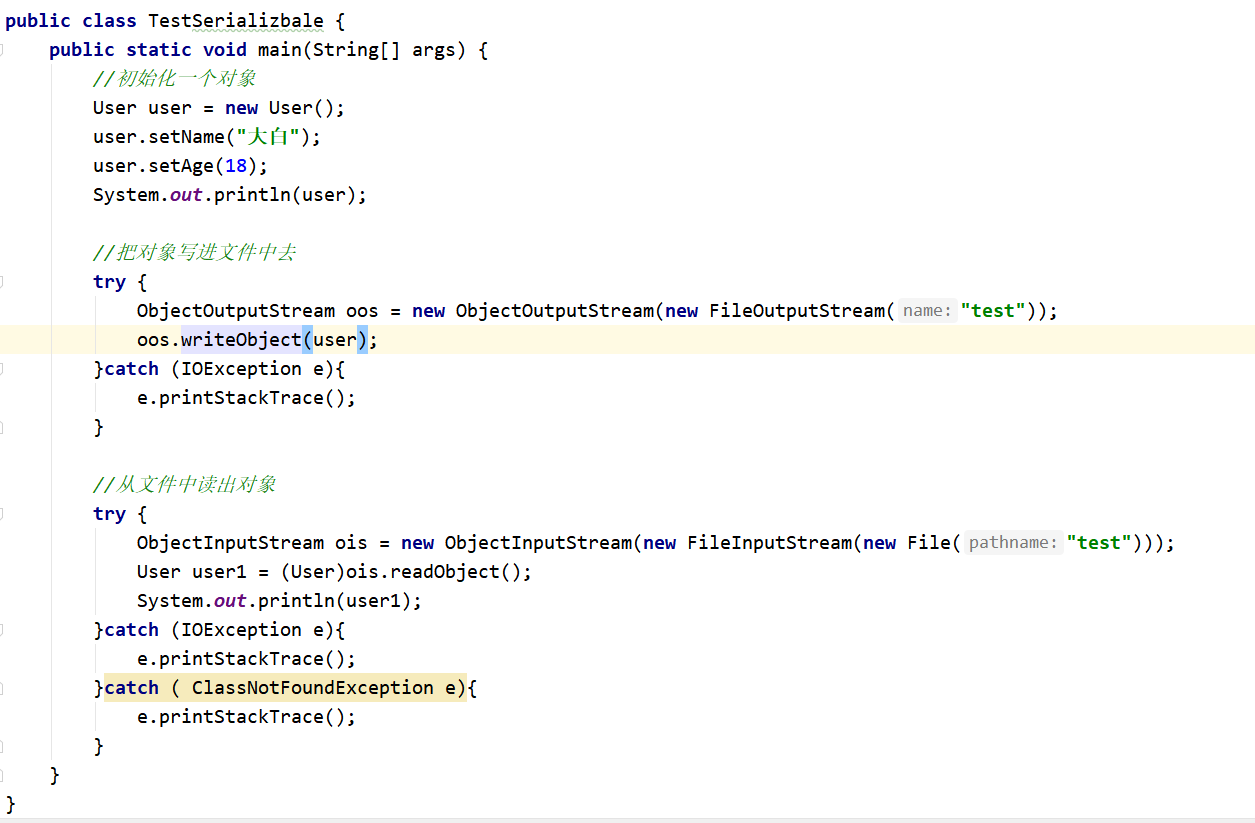 public class TestSerializbale {
public static void main(String[] args) {
//初始化一个对象
User user = new User();
user.setName("大白");
user.setAge(18);
System.out.println(user);
//把对象写进文件中去
try {
ObjectOutputStream oos = new ObjectOutputStream(new FileOutputStream( name: "test"));
oos.writeObject(user);
}catch (IOException e){
e.printStackTrace();
}
//从文件中读出对象
try {
ObjectInputStream ois = new ObjectInputStream(new FileInputStream(new File( pathname: "test")));
User user1 = (User)ois.readObject();
System.out.println(user1);
}catch (IOException e){
e.printStackTrace();
}catch ( ClassNotFoundException e){
e.printStackTrace();
}
}
}